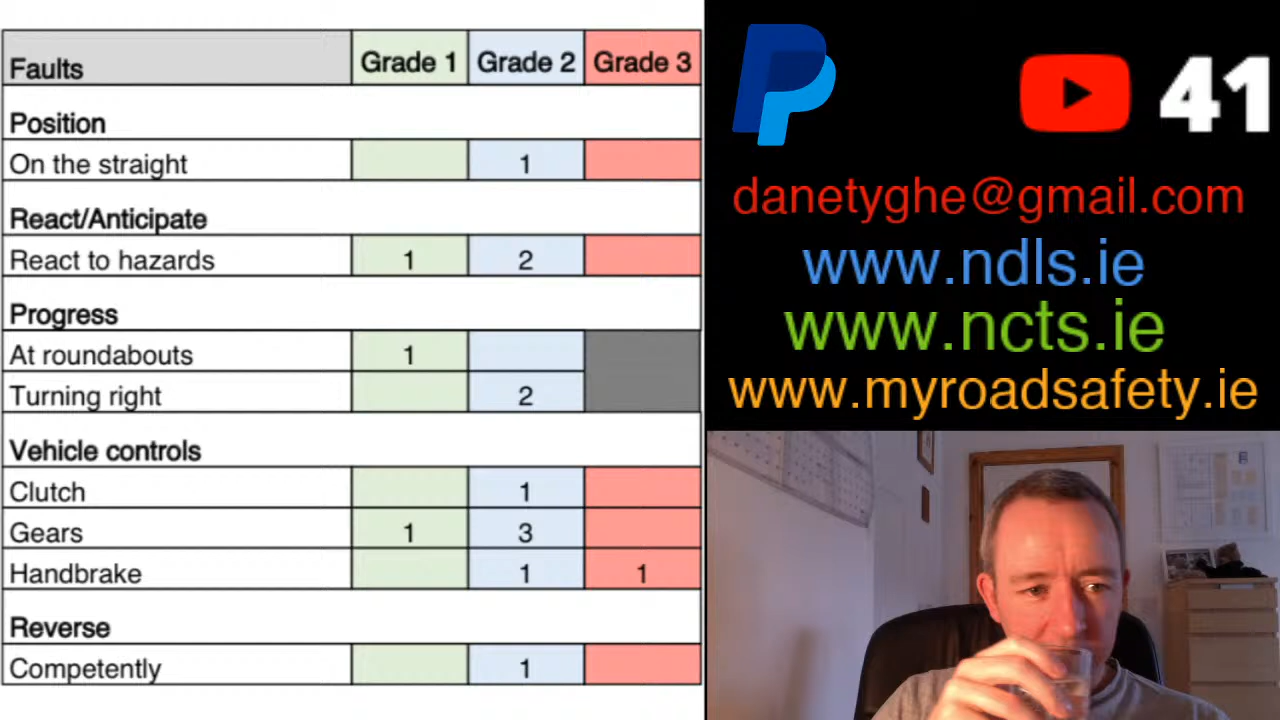 Faults Grade 1 Grade 2 Grade 3
Position
On the straight 1
React/Anticipate
React to hazards 1 2
Progress
At roundabouts 1
Turning right 2
Vehicle controls
Clutch 1
Gears 1 3
Handbrake 1 1
Reverse
Competently 1
41
danetyghe@gmail.com
www.ndls.ie
www.ncts.ie
www.myroadsafety.ie